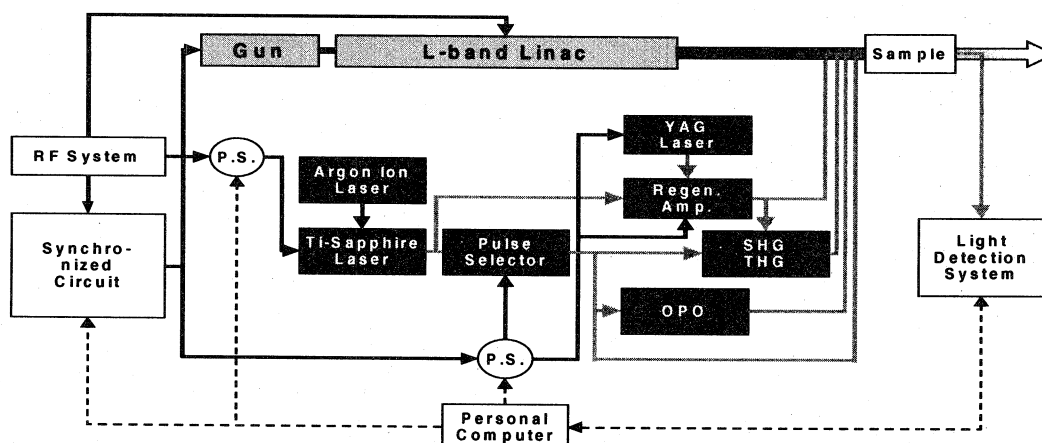 Gun
L-band Linac
Sample
RF System
P.S.
YAG
Laser
Argon Ion
Laser
Regen.
Amp.
Synchro-
nized
Circuit
Ti-Sapphire
Laser
Pulse
Selector
SHG
THG
Light
Detection
System
OPO
P.S.
Personal
Computer